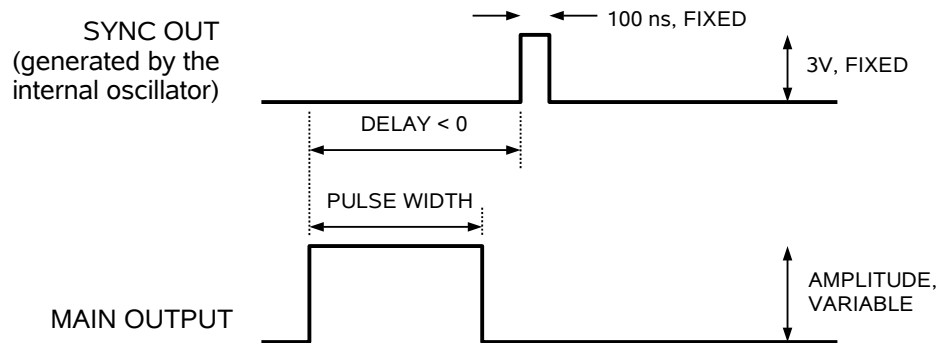 SYNC OUT
(generated by the
internal oscillator)
100 ns, FIXED
3V, FIXED
DELAY < 0
PULSE WIDTH
AMPLITUDE,
VARIABLE
MAIN OUTPUT